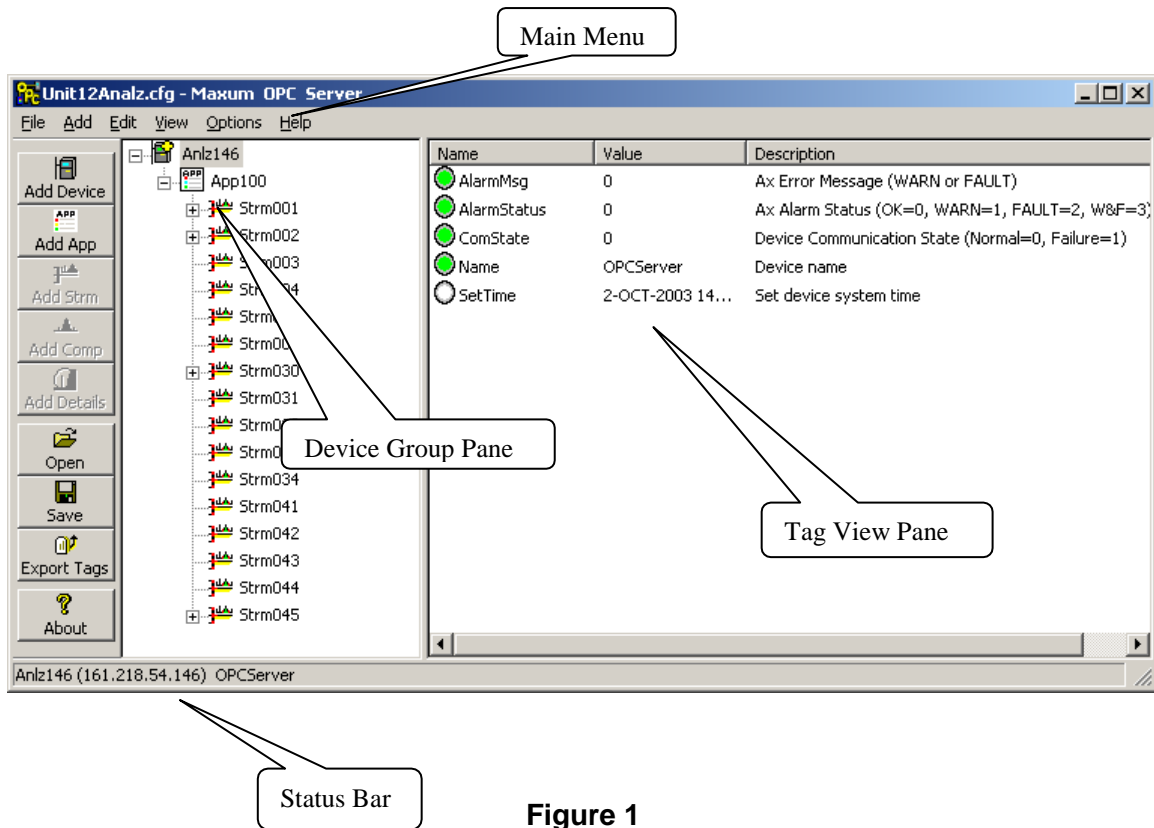 Main Menu
Unit12Analz.cfg - Maxum OPC Server
File Add Edit View Options Help
Add Device
Add App
Add Strm
Add Comp
Add Details
Open
Save
Export Tags
About
Anlz146
APP App100
Strm001
Strm002
Strm034
Strm030
Strm031
Strm041
Strm042
Strm043
Strm044
Strm045
Device Group Pane
Name Value Description
AlarmMsg 0 Ax Error Message (WARN or FAULT)
AlarmStatus 0 Ax Alarm Status (OK=0, WARN=1, FAULT=2, W&F=3)
ComState 0 Device Communication State (Normal=0, Failure=1)
Name OPCServer Device name
SetTime 2-OCT-2003 14... Set device system time
Tag View Pane
Anlz146 (161.218.54.146) OPCServer
Status Bar
Figure 1